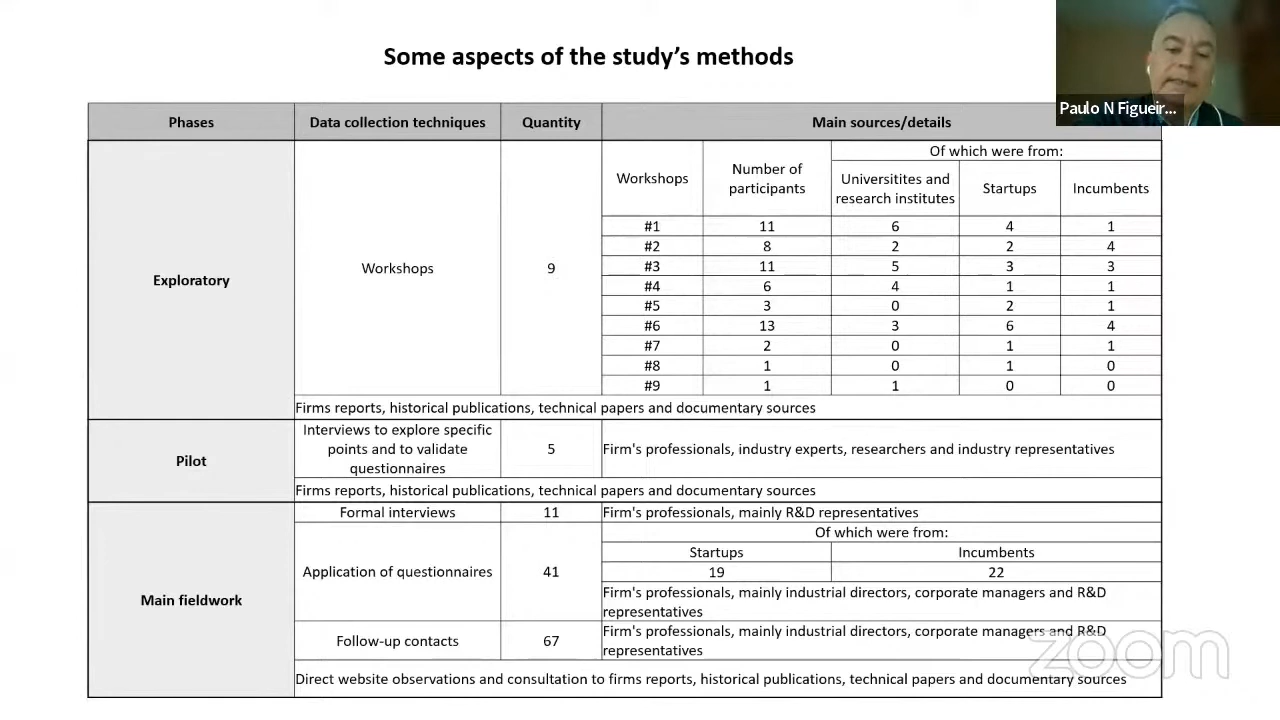 Some aspects of the study's methods
Paulo N Figueir...
Phases
Data collection techniques
Quantity
Main sources/details
Exploratory
Workshops
9
Workshops
Number of
participants
Of which were from:
Universitites and
research institutes
Startups
Incumbents
#1 11 6 4 1
#2 8 2 2 4
#3 11 5 3 3
#4 6 4 1 1
#5 3 0 2 1
#6 13 3 6 4
#7 2 0 1 1
#8 1 0 1 0
#9 1 1 0 0
Firms reports, historical publications, technical papers and documentary sources
Pilot
Interviews to explore specific
points and to validate
questionnaires
5
Firm's professionals, industry experts, researchers and industry representatives
Firms reports, historical publications, technical papers and documentary sources
Main fieldwork
Formal interviews
11
Firm's professionals, mainly R&D representatives
Application of questionnaires
41
Of which were from:
Startups
Incumbents
19
22
Firm's professionals, mainly industrial directors, corporate managers and R&D
representatives
Follow-up contacts
67
Firm's professionals, mainly industrial directors, corporate managers and R&D
representatives
Direct website observations and consultation to firms reports, historical publications, technical papers and documentary sources
zoom